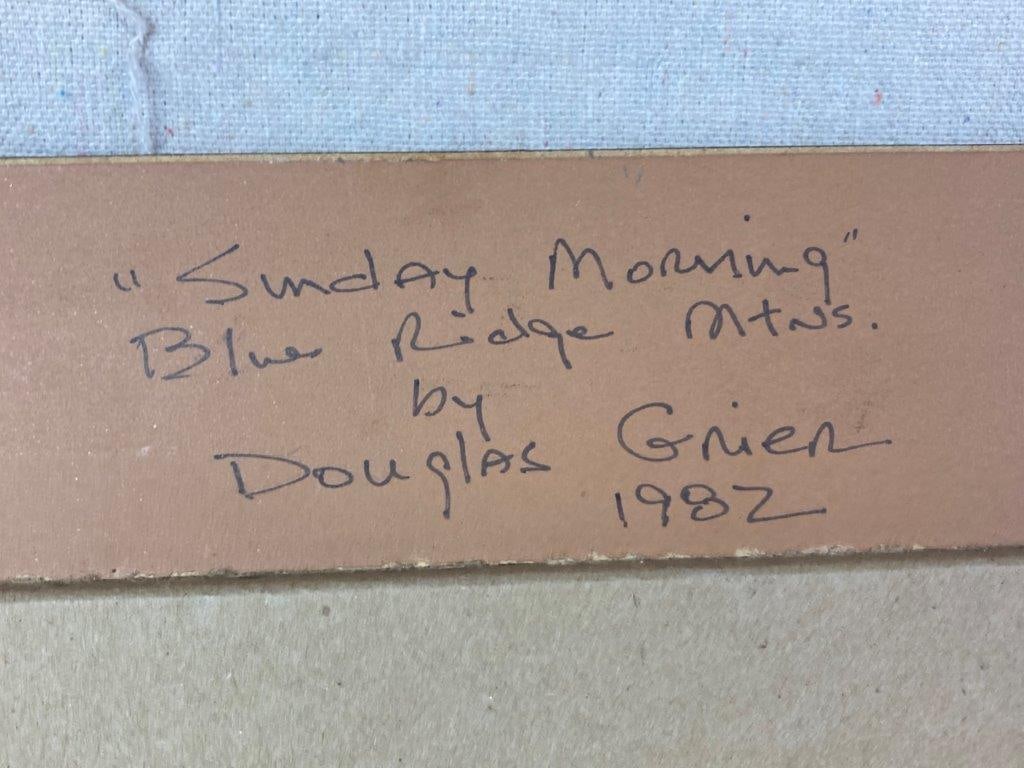 "Sunday Morning"
Blue Ridge Mtns.
by
Douglas Grier
1982